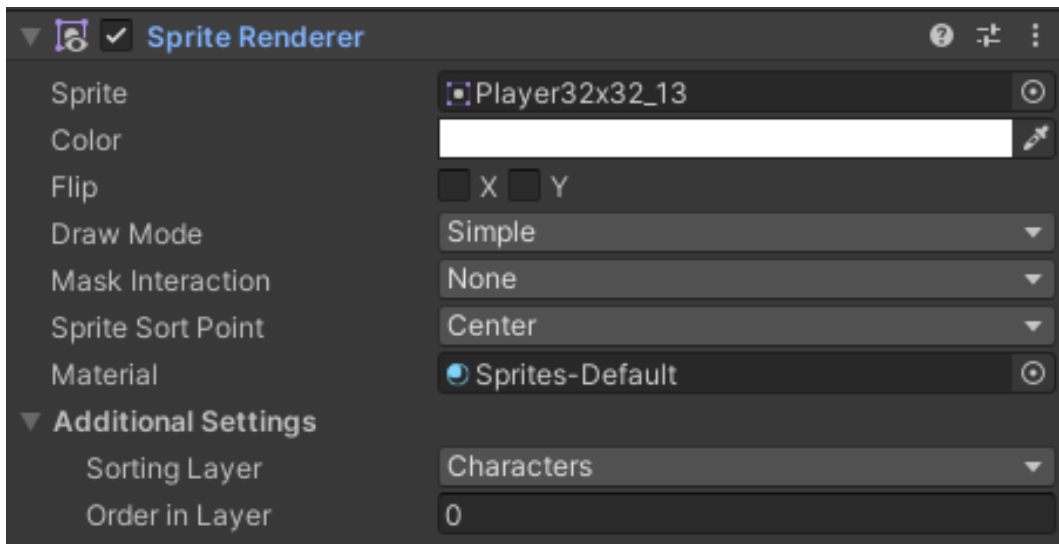 Sprite Renderer
Sprite Player32x32_13
Color
Flip X Y
Draw Mode Simple
Mask Interaction None
Sprite Sort Point Center
Material Sprites-Default
Additional Settings
Sorting Layer Characters
Order in Layer 0